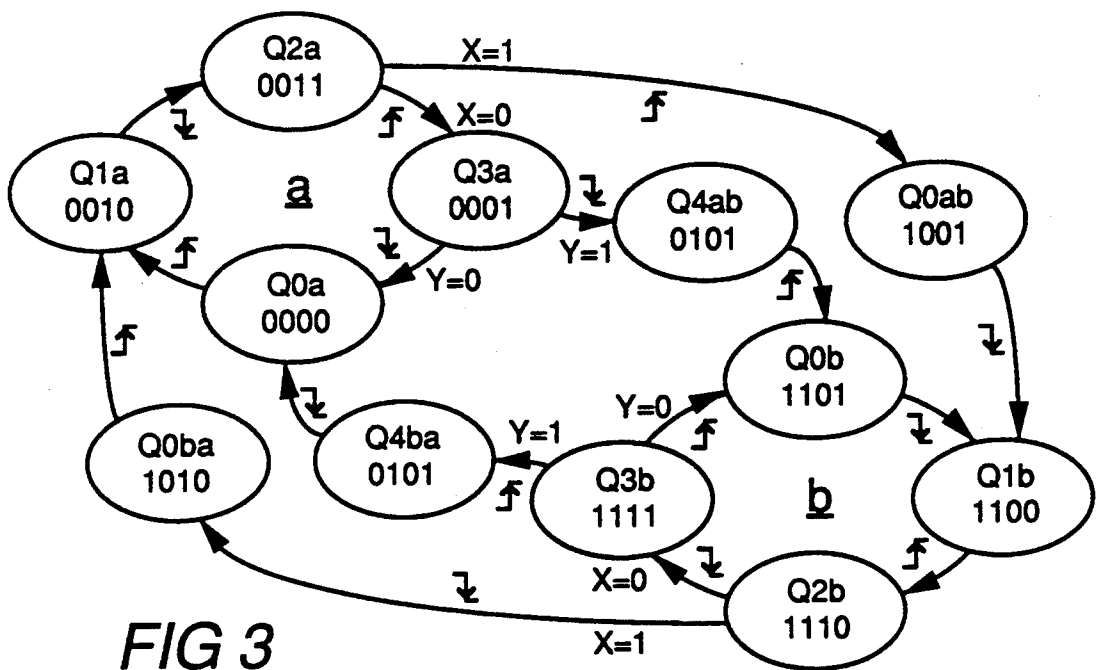 Q2a
0011
X=1
X=0
Q1a
0010
a
Q3a
0001
Q4ab
0101
Q0ab
1001
Y=1
Y=0
Q0a
0000
Q0b
1101
Y=0
Q0ba
1010
Q4ba
0101
Y=1
Q3b
1111
b
Q1b
1100
X=0
Q2b
1110
X=1
FIG 3